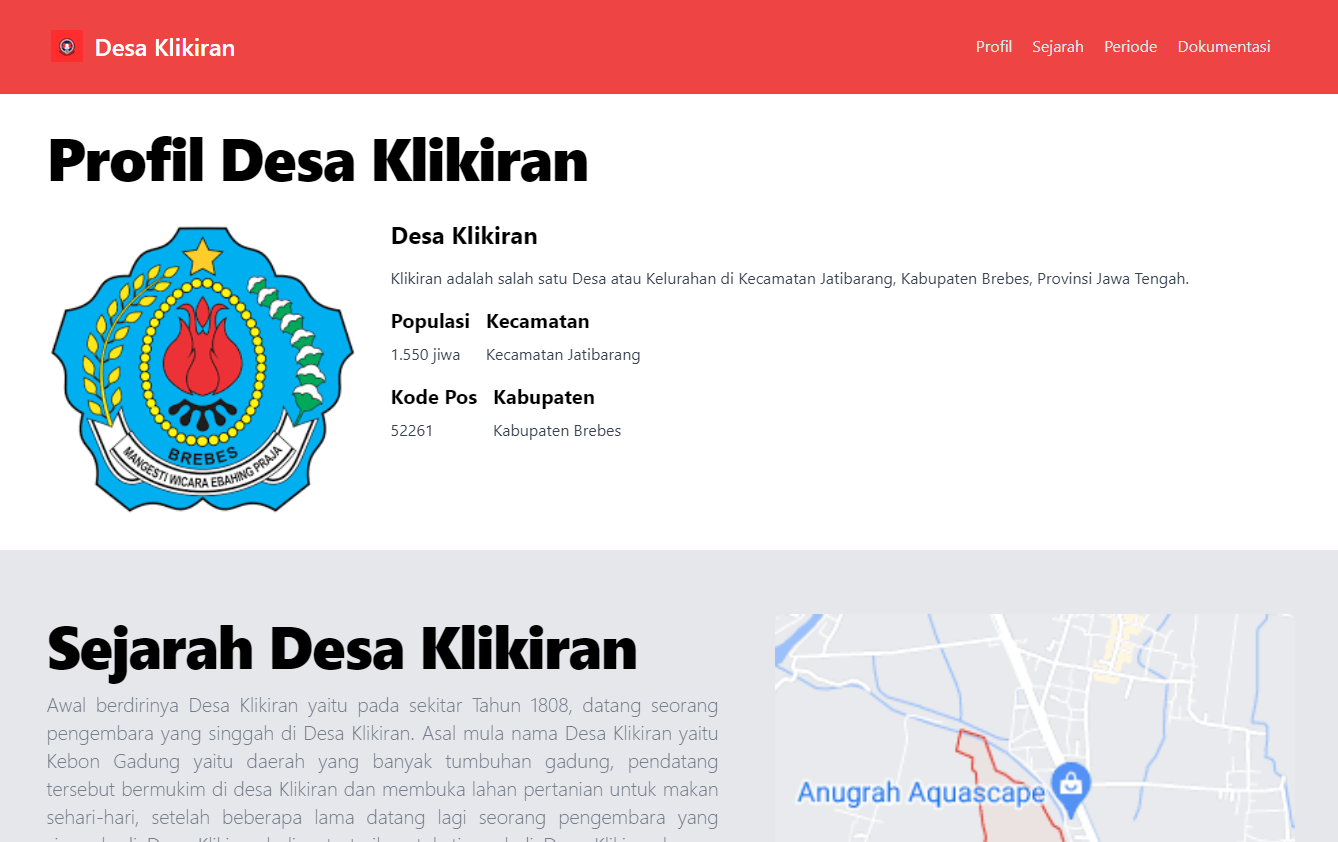 Desa Klikiran
Profil Sejarah Periode Dokumentasi
Profil Desa Klikiran
BREBES
MANGESTI WICARA EBAHING PRAJA
Desa Klikiran
Klikiran adalah salah satu Desa atau Kelurahan di Kecamatan Jatibarang, Kabupaten Brebes, Provinsi Jawa Tengah.
Populasi Kecamatan
1.550 jiwa Kecamatan Jatibarang
Kode Pos Kabupaten
52261 Kabupaten Brebes
Sejarah Desa Klikiran
Awal berdirinya Desa Klikiran yaitu pada sekitar Tahun 1808, datang seorang
pengembara yang singgah di Desa Klikiran. Asal mula nama Desa Klikiran yaitu
Kebon Gadung yaitu daerah yang banyak tumbuhan gadung, pendatang
tersebut bermukim di desa Klikiran dan membuka lahan pertanian untuk makan
sehari-hari, setelah beberapa lama datang lagi seorang pengembara yang
Anugrah Aquascape